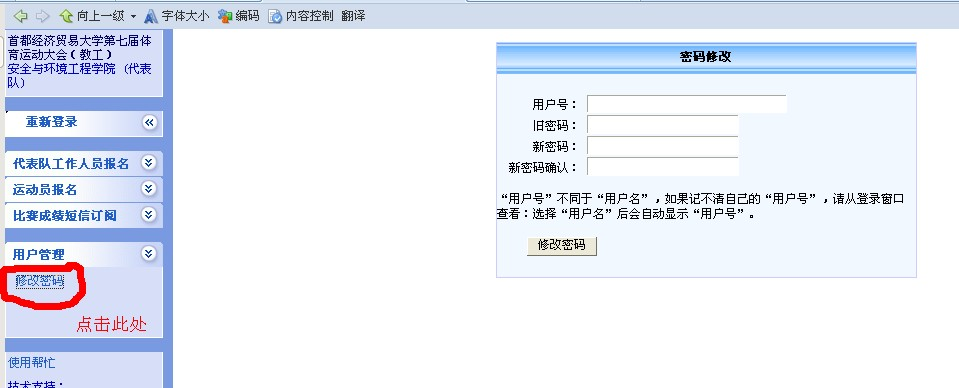 向上一级 字体大小 编码 内容控制 翻译
首都经济贸易大学第七届体
育运动大会（教工）
安全与环境工程学院（代表
队）
重新登录
代表队工作人员报名
运动员报名
比赛成绩短信订阅
用户管理
修改密码
点击此处
使用帮忙
技术支持：
密码修改
用户号：
旧密码：
新密码：
新密码确认：
“用户号”不同于“用户名”，如果记不清自己的“用户号”，请从登录窗口
查看：选择“用户名”后会自动显示“用户号”。
修改密码